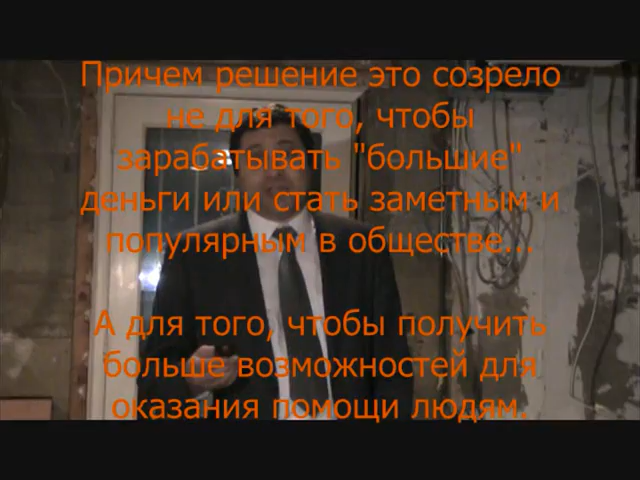 Причем решение это созрело
не для того, чтобы
зарабатывать "большие"
деньги или стать заметным и
популярным в обществе...
А для того, чтобы получить
больше возможностей для
оказания помощи людям.